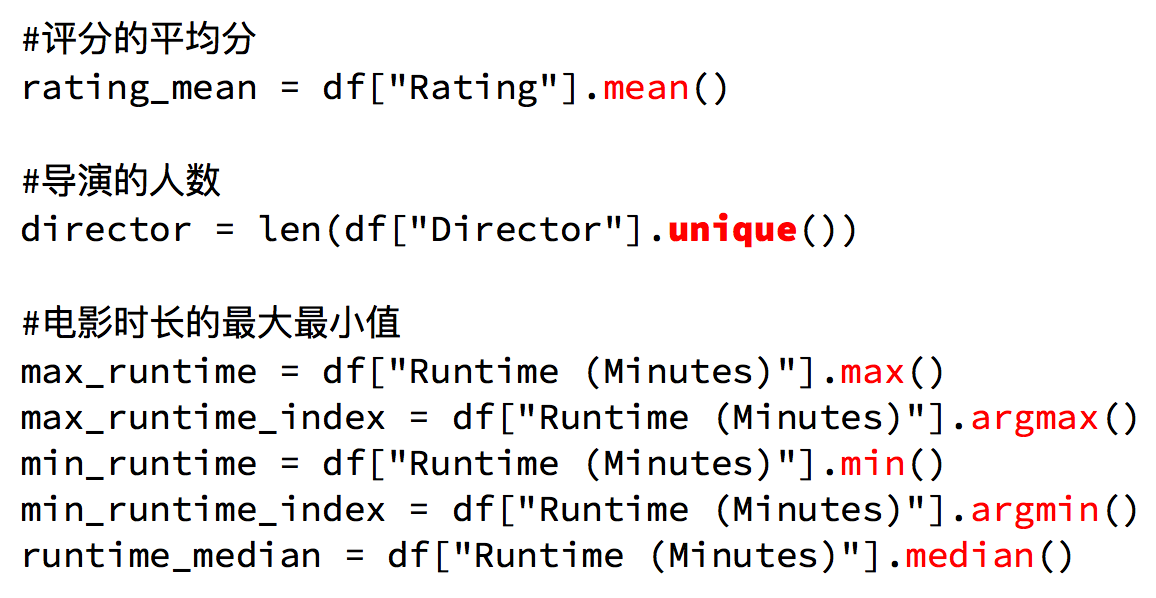 #评分的平均分
rating_mean = df["Rating"].mean()
#导演的人数
director = len(df["Director"].unique())
#电影时长的最大最小值
max_runtime = df["Runtime (Minutes)"].max()
max_runtime_index = df["Runtime (Minutes)"].argmax()
min_runtime = df["Runtime (Minutes)"].min()
min_runtime_index = df["Runtime (Minutes)"].argmin()
runtime_median = df["Runtime (Minutes)"].median()